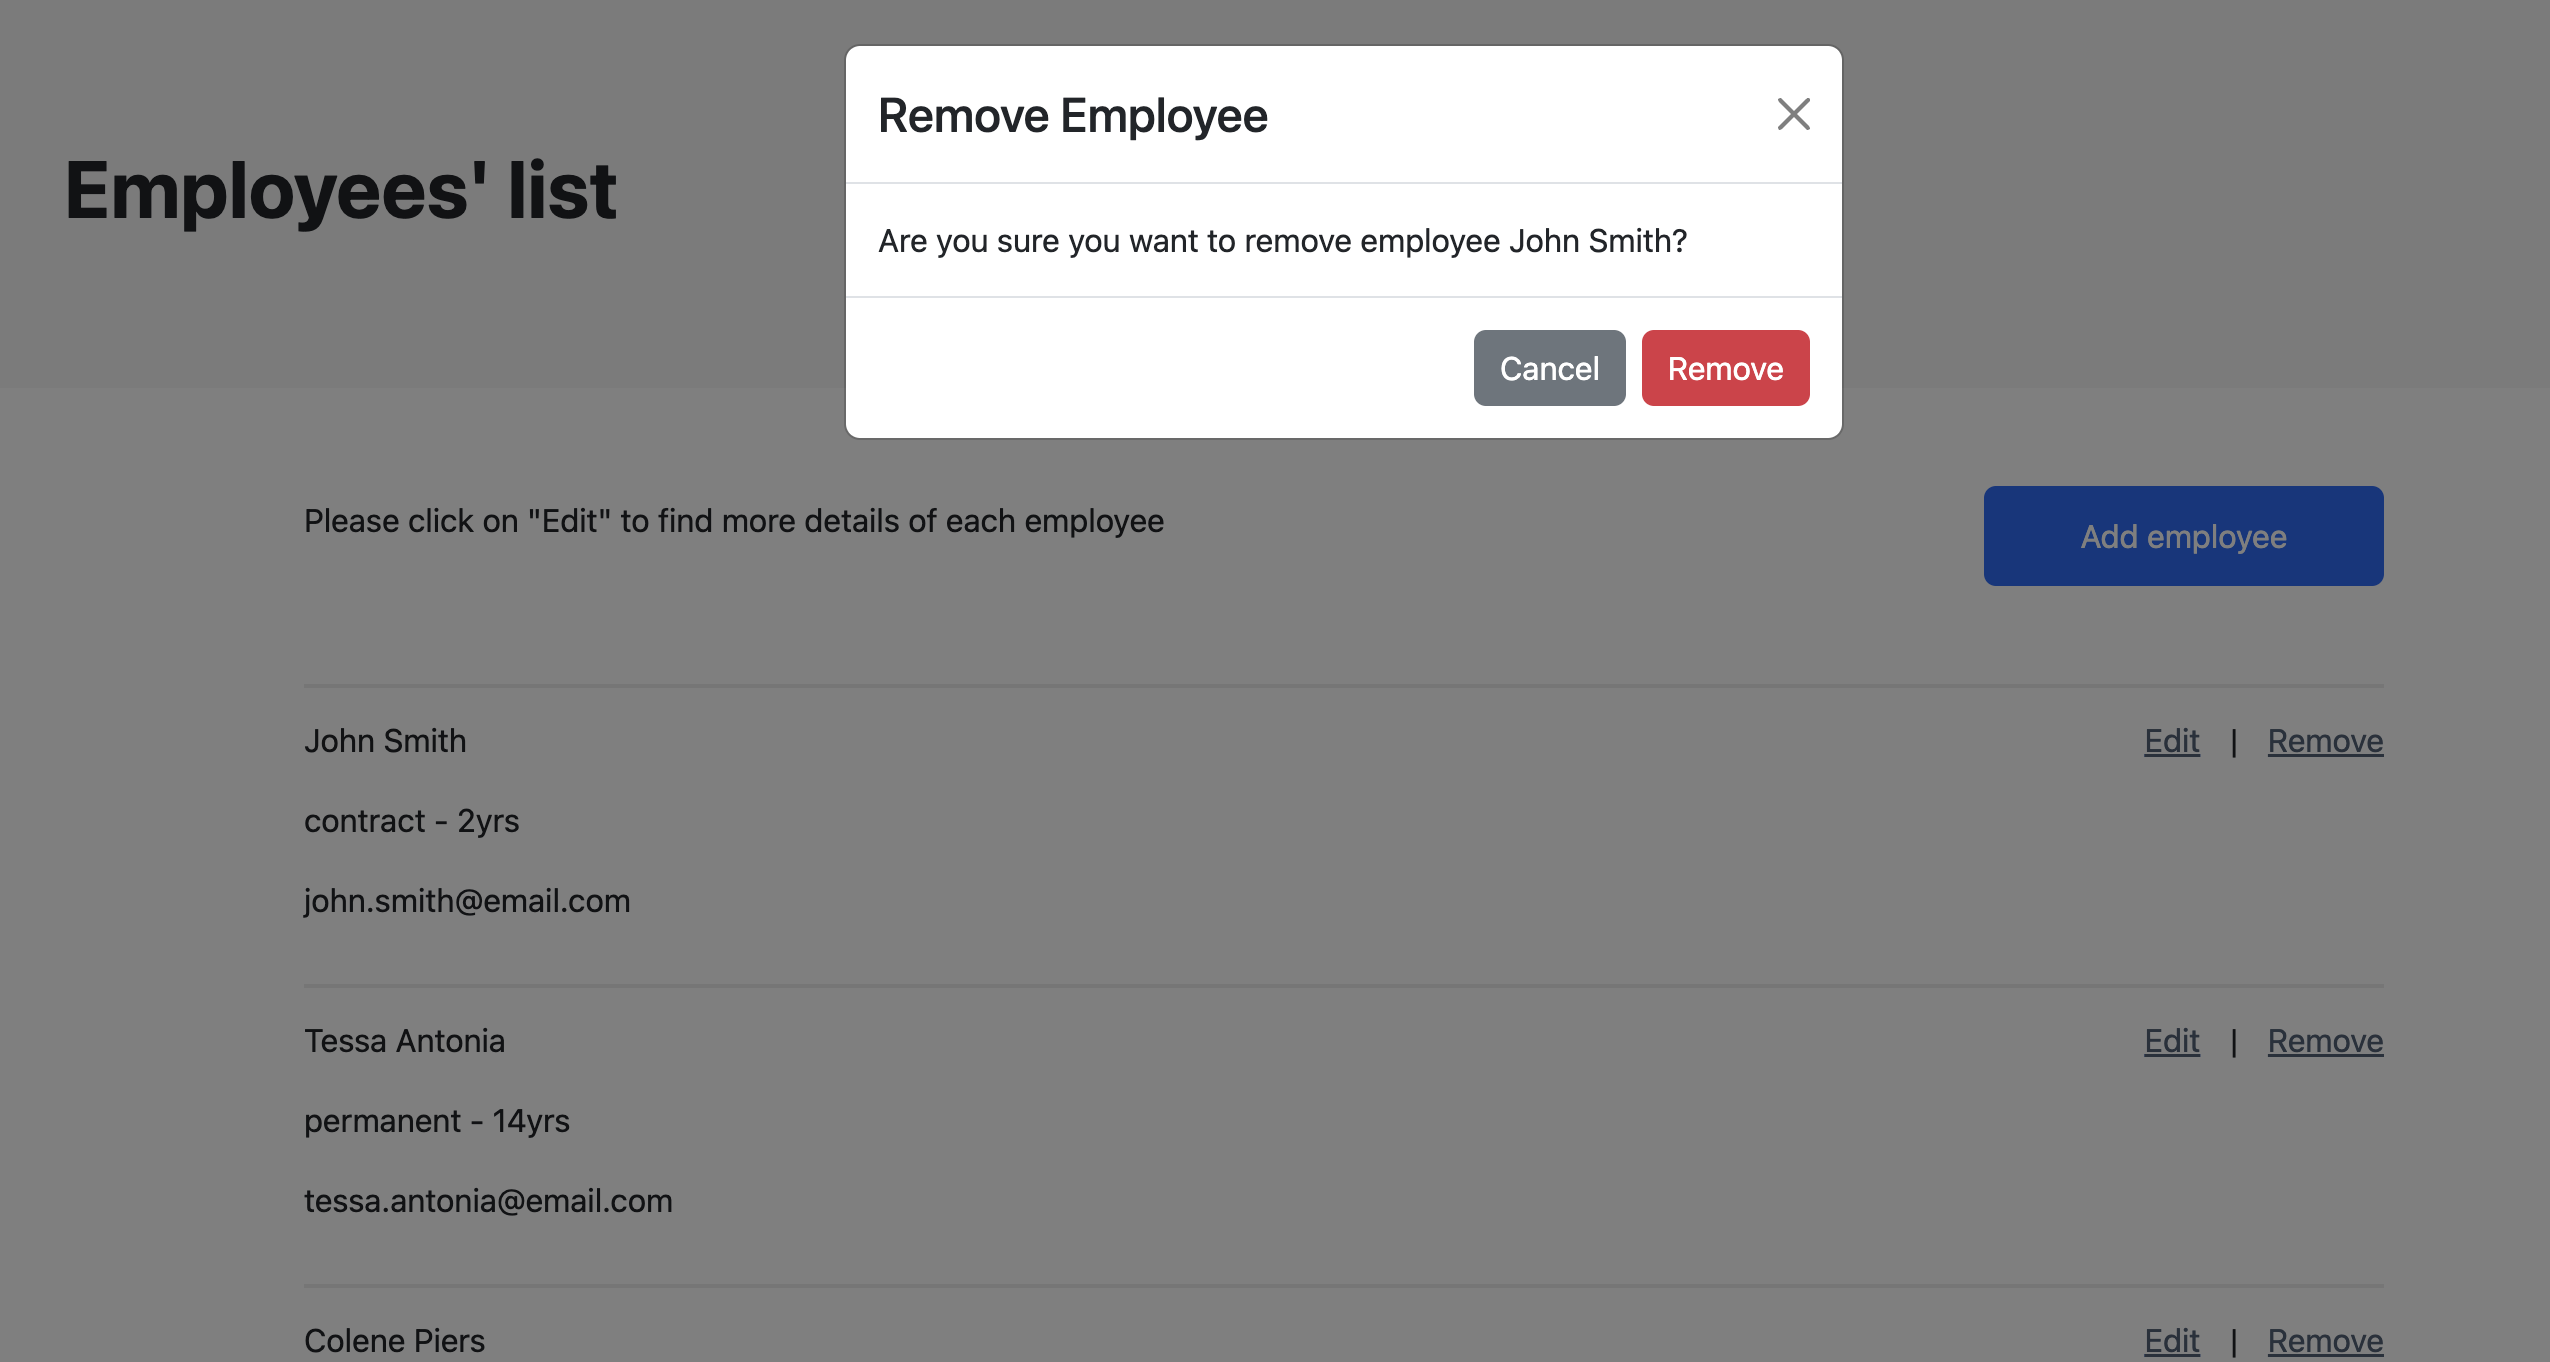 Remove Employee
Are you sure you want to remove employee John Smith?
Cancel Remove
Employees' list
Please click on "Edit" to find more details of each employee
Add employee
John Smith
Edit | Remove
contract - 2yrs
john.smith@email.com
Tessa Antonia
Edit | Remove
permanent - 14yrs
tessa.antonia@email.com
Colene Piers
Edit | Remove